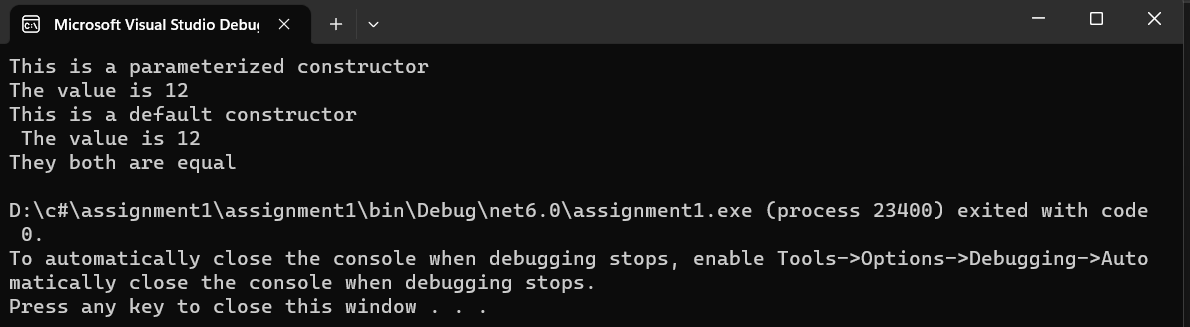 Microsoft Visual Studio Debu
This is a parameterized constructor
The value is 12
This is a default constructor
 The value is 12
They both are equal
D:\c#\assignment1\assignment1\bin\Debug\net6.0\assignment1.exe (process 23400) exited with code
 0.
To automatically close the console when debugging stops, enable Tools->Options->Debugging->Auto
matically close the console when debugging stops.
Press any key to close this window . . .